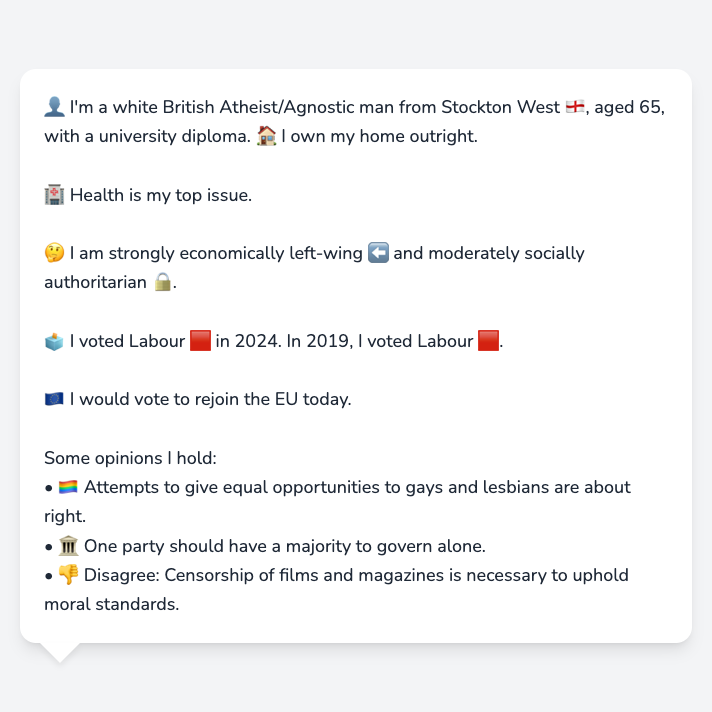 👤 I'm a white British Atheist/Agnostic man from Stockton West 🏴󠁧󠁢󠁥󠁮󠁧󠁿, aged 65,
with a university diploma. 🏠 I own my home outright.
🏥 Health is my top issue.
🤔 I am strongly economically left-wing ⬅️ and moderately socially
authoritarian 🔒.
🗳️ I voted Labour 🟥 in 2024. In 2019, I voted Labour 🟥.
🇪🇺 I would vote to rejoin the EU today.
Some opinions I hold:
• 🏳️‍🌈 Attempts to give equal opportunities to gays and lesbians are about
right.
• 🏛️ One party should have a majority to govern alone.
• 👎 Disagree: Censorship of films and magazines is necessary to uphold
moral standards.